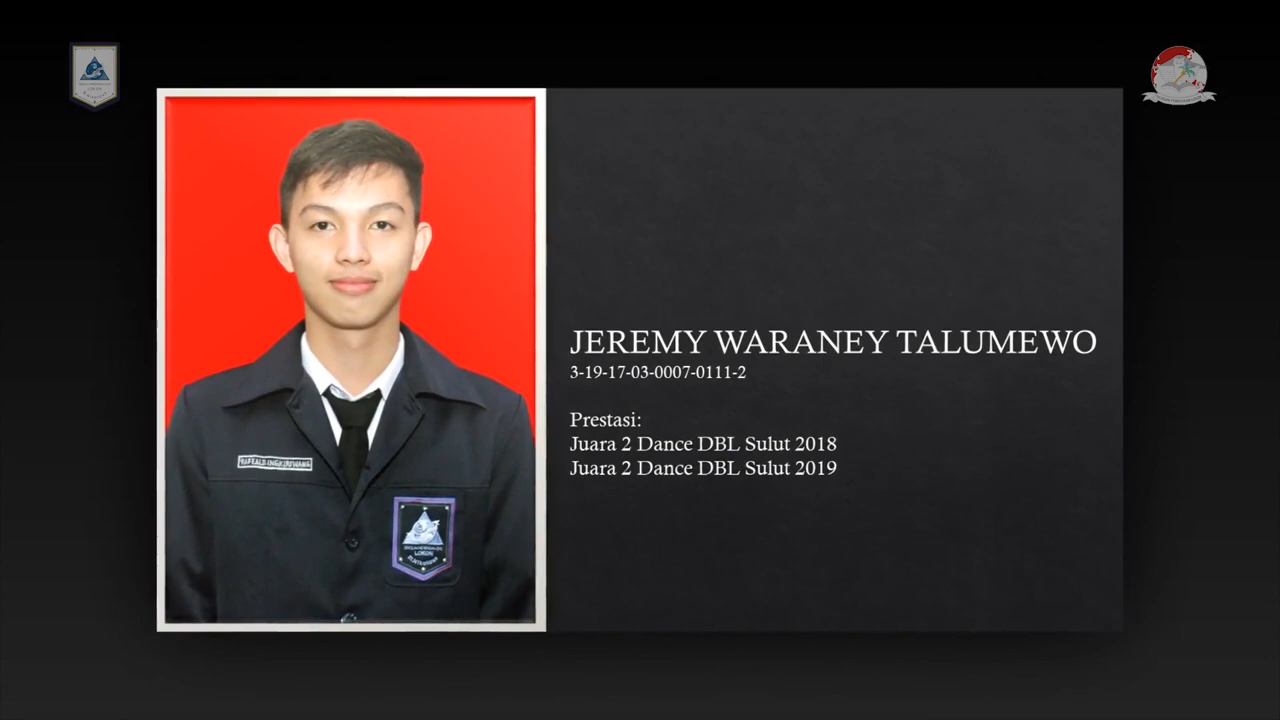 JEREMY WARANEY TALUMEWO
3-19-17-03-0007-0111-2
Prestasi:
Juara 2 Dance DBL Sulut 2018
Juara 2 Dance DBL Sulut 2019
LOKON